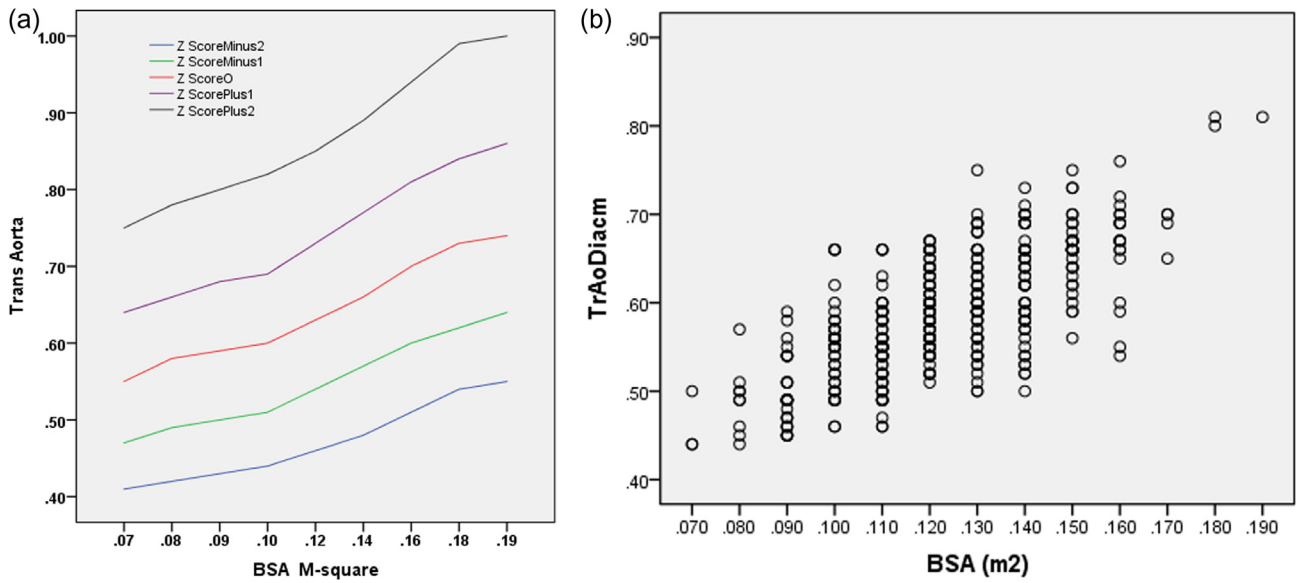 (a)
1.00
.90
.80
.70
.60
.50
.40
Trans Aorta
Z ScoreMinus2
Z ScoreMinus1
Z ScoreO
Z ScorePlus1
Z ScorePlus2
.07 .08 .09 .10 .12 .14 .16 .18 .19
BSA M-square
(b)
.90
.80
.70
.60
.50
.40
TrAoDiacm
.070 .080 .090 .100 .110 .120 .130 .140 .150 .160 .170 .180 .190
BSA (m2)